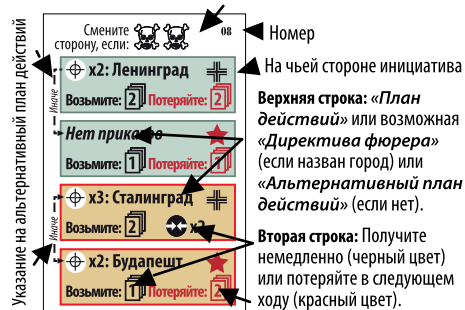 Смените
сторону, если:
08
Номер
x2: Ленинград
На чьей стороне инициатива
Возьмите: 2 Потеряйте: 2
Иначе
Нет приказов
Возьмите: 1 Потеряйте: 1
x3: Сталинград
Возьмите: 2 x2
Иначе
x2: Будапешт
Возьмите: 1 Потеряйте: 2
Указание на альтернативный план действий
Верхняя строка: «План
действий» или возможная
«Директива фюрера»
(если назван город) или
«Альтернативный план
действий» (если нет).
Вторая строка: Получите
немедленно (черный цвет)
или потеряйте в следующем
ходу (красный цвет).